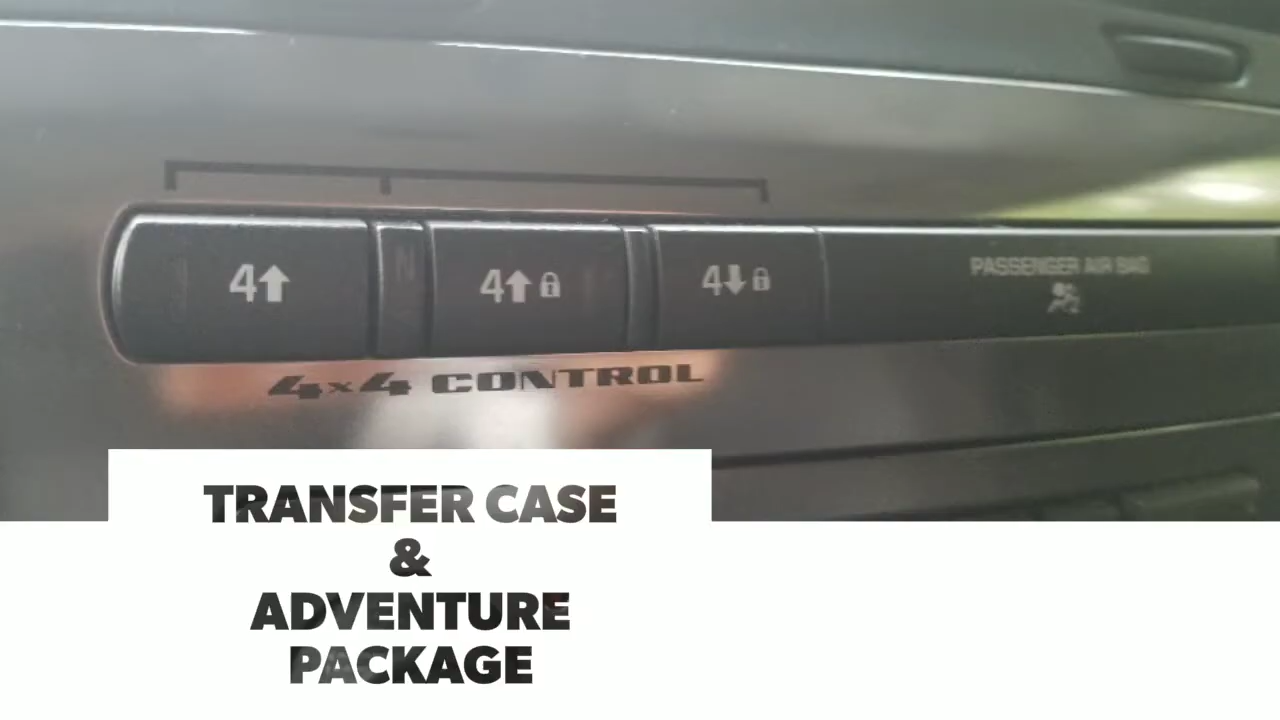 4
4
4
PASSENGER AIR BAG
4x4 CONTROL
TRANSFER CASE
&
ADVENTURE
PACKAGE